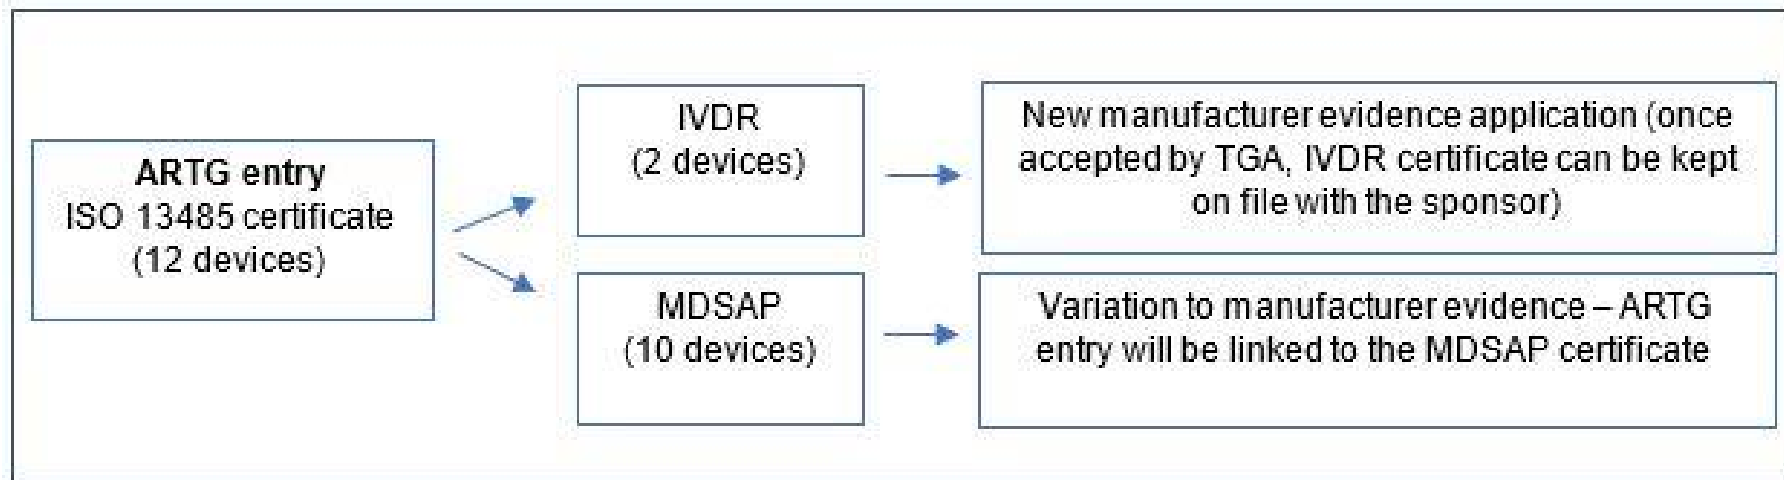 ARTG entry
ISO 13485 certificate
(12 devices)
IVDR
(2 devices)
New manufacturer evidence application (once
accepted by TGA, IVDR certificate can be kept
on file with the sponsor)
MDSAP
(10 devices)
Variation to manufacturer evidence – ARTG
entry will be linked to the MDSAP certificate